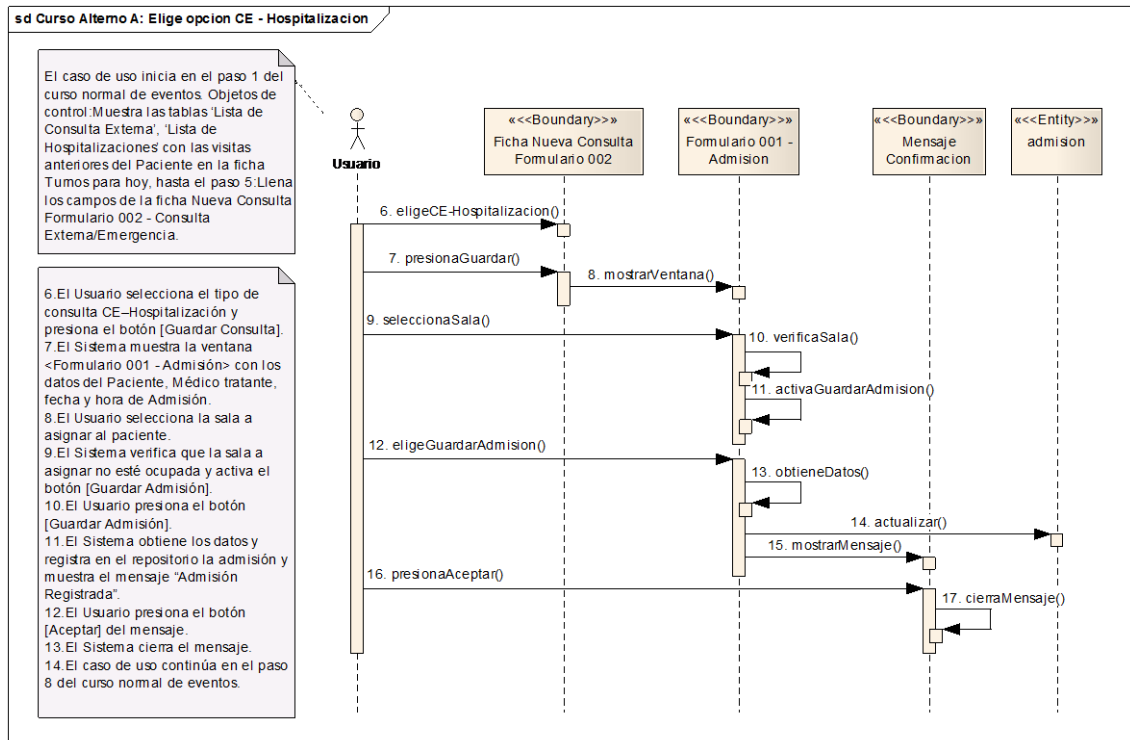 sd Curso Alterno A: Elige opcion CE - Hospitalizacion
El caso de uso inicia en el paso 1 del
curso normal de eventos. Objetos de
control:Muestra las tablas 'Lista de
Consulta Externa', 'Lista de
Hospitalizaciones' con las visitas
anteriores del Paciente en la ficha
Turnos para hoy, hasta el paso 5:Llena
los campos de la ficha Nueva Consulta
Formulario 002 - Consulta
Externa/Emergencia.
6.El Usuario selecciona el tipo de
consulta CE–Hospitalización y
presiona el botón [Guardar Consulta].
7.El Sistema muestra la ventana
<Formulario 001 - Admisión> con los
datos del Paciente, Médico tratante,
fecha y hora de Admisión.
8.El Usuario selecciona la sala a
asignar al paciente.
9.El Sistema verifica que la sala a
asignar no esté ocupada y activa el
botón [Guardar Admisión].
10.El Usuario presiona el botón
[Guardar Admisión].
11.El Sistema obtiene los datos y
registra en el repositorio la admisión y
muestra el mensaje “Admisión
Registrada”.
12.El Usuario presiona el botón
[Aceptar] del mensaje.
13.El Sistema cierra el mensaje.
14.El caso de uso continúa en el paso
8 del curso normal de eventos.
Usuario
«<<Boundary>>»
Ficha Nueva Consulta
Formulario 002
«<<Boundary>>»
Formulario 001 -
Admision
«<<Boundary>>»
Mensaje
Confirmacion
«<<Entity>>»
admision
6. eligeCE-Hospitalizacion()
7. presionaGuardar()
8. mostrarVentana()
9. seleccionaSala()
10. verificaSala()
11. activaGuardarAdmision()
12. eligeGuardarAdmision()
13. obtieneDatos()
14. actualizar()
15. mostrarMensaje()
16. presionaAceptar()
17. cierraMensaje()